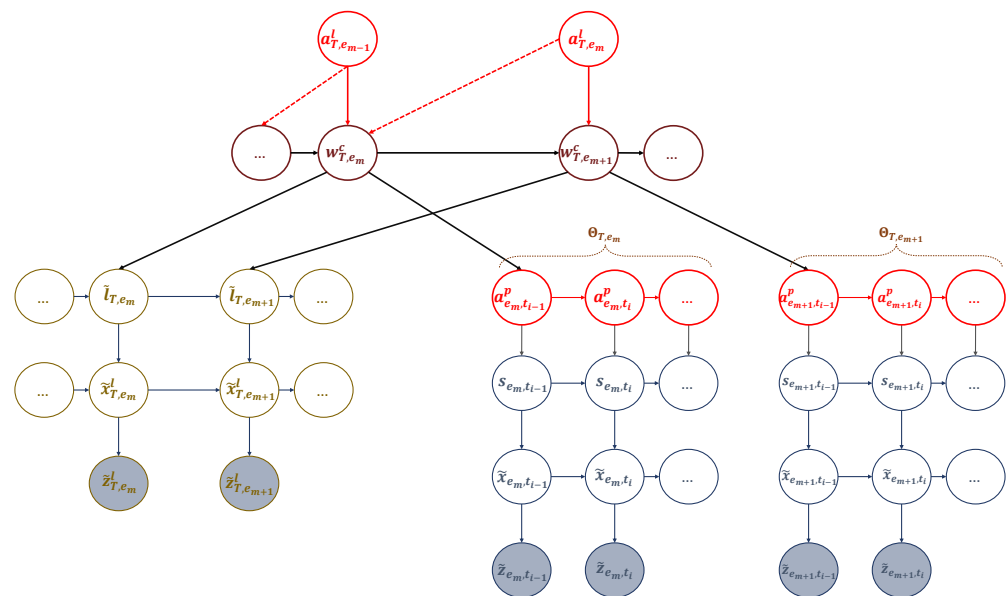 a^l_{T,e_{m-1}} a^l_{T,e_m}
... w^c_{T,e_m} w^c_{T,e_{m+1}} ...
Θ_{T,e_m} Θ_{T,e_{m+1}}
... l̃_{T,e_m} l̃_{T,e_{m+1}} ... a^p_{e_m,t_{i-1}} a^p_{e_m,t_i} ... a^p_{e_{m+1},t_{i-1}} a^p_{e_{m+1},t_i} ...
... x̃^l_{T,e_m} x̃^l_{T,e_{m+1}} ... s_{e_m,t_{i-1}} s_{e_m,t_i} ... s_{e_{m+1},t_{i-1}} s_{e_{m+1},t_i} ...
z̃^l_{T,e_m} z̃^l_{T,e_{m+1}} x̃_{e_m,t_{i-1}} x̃_{e_m,t_i} ... x̃_{e_{m+1},t_{i-1}} x̃_{e_{m+1},t_i} ...
z̃_{e_m,t_{i-1}} z̃_{e_m,t_i} z̃_{e_{m+1},t_{i-1}} z̃_{e_{m+1},t_i}